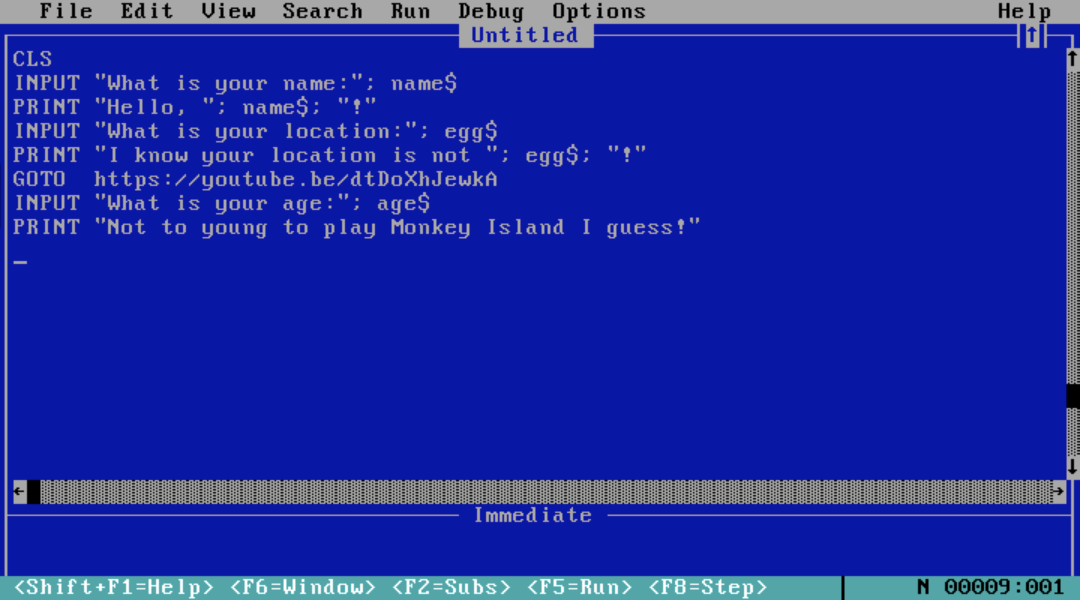 File Edit View Search Run Debug Options Help
Untitled
CLS
INPUT "What is your name:"; name$
PRINT "Hello, "; name$; "!"
INPUT "What is your location:"; egg$
PRINT "I know your location is not "; egg$; "!"
GOTO https://youtube.be/dtDoXhJewkA
INPUT "What is your age:"; age$
PRINT "Not to young to play Monkey Island I guess!"
Immediate
<Shift+F1=Help> <F6=Window> <F2=Subs> <F5=Run> <F8=Step> N 00009:001